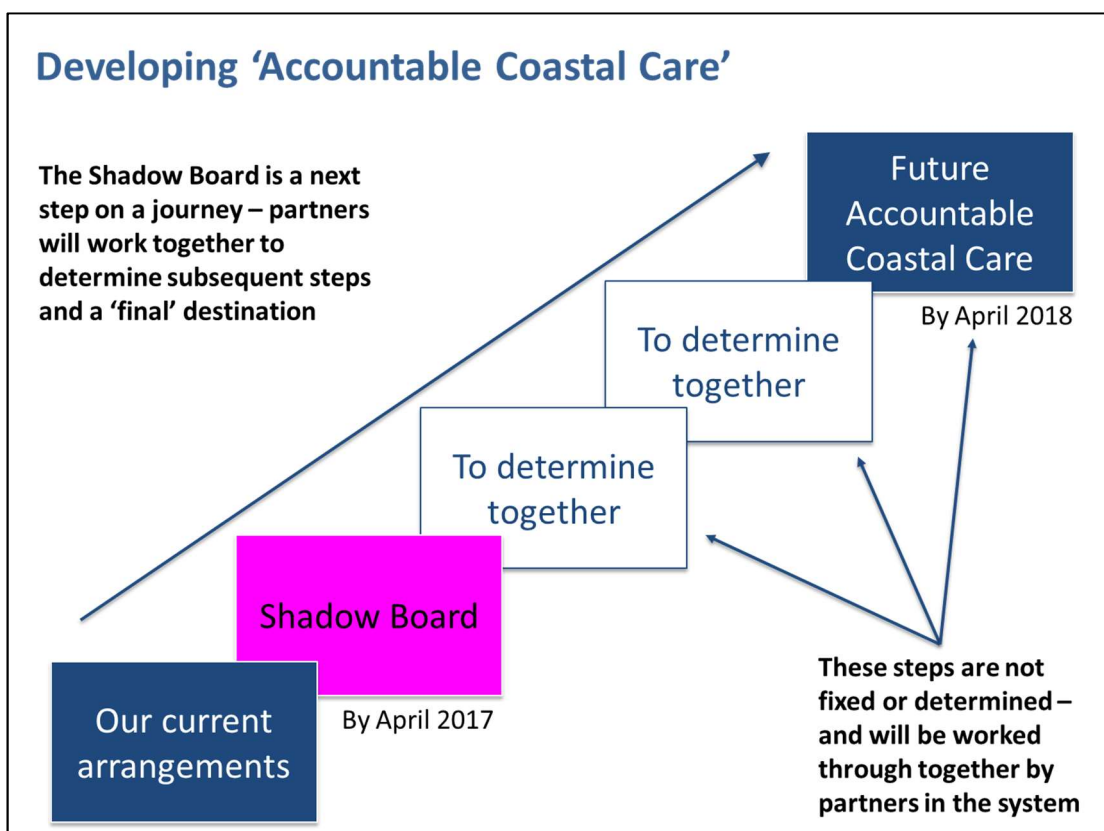 Developing ‘Accountable Coastal Care’
The Shadow Board is a next
step on a journey – partners
will work together to
determine subsequent steps
and a ‘final’ destination
Future
Accountable
Coastal Care
By April 2018
To determine
together
To determine
together
Shadow Board
By April 2017
Our current
arrangements
These steps are not
fixed or determined –
and will be worked
through together by
partners in the system